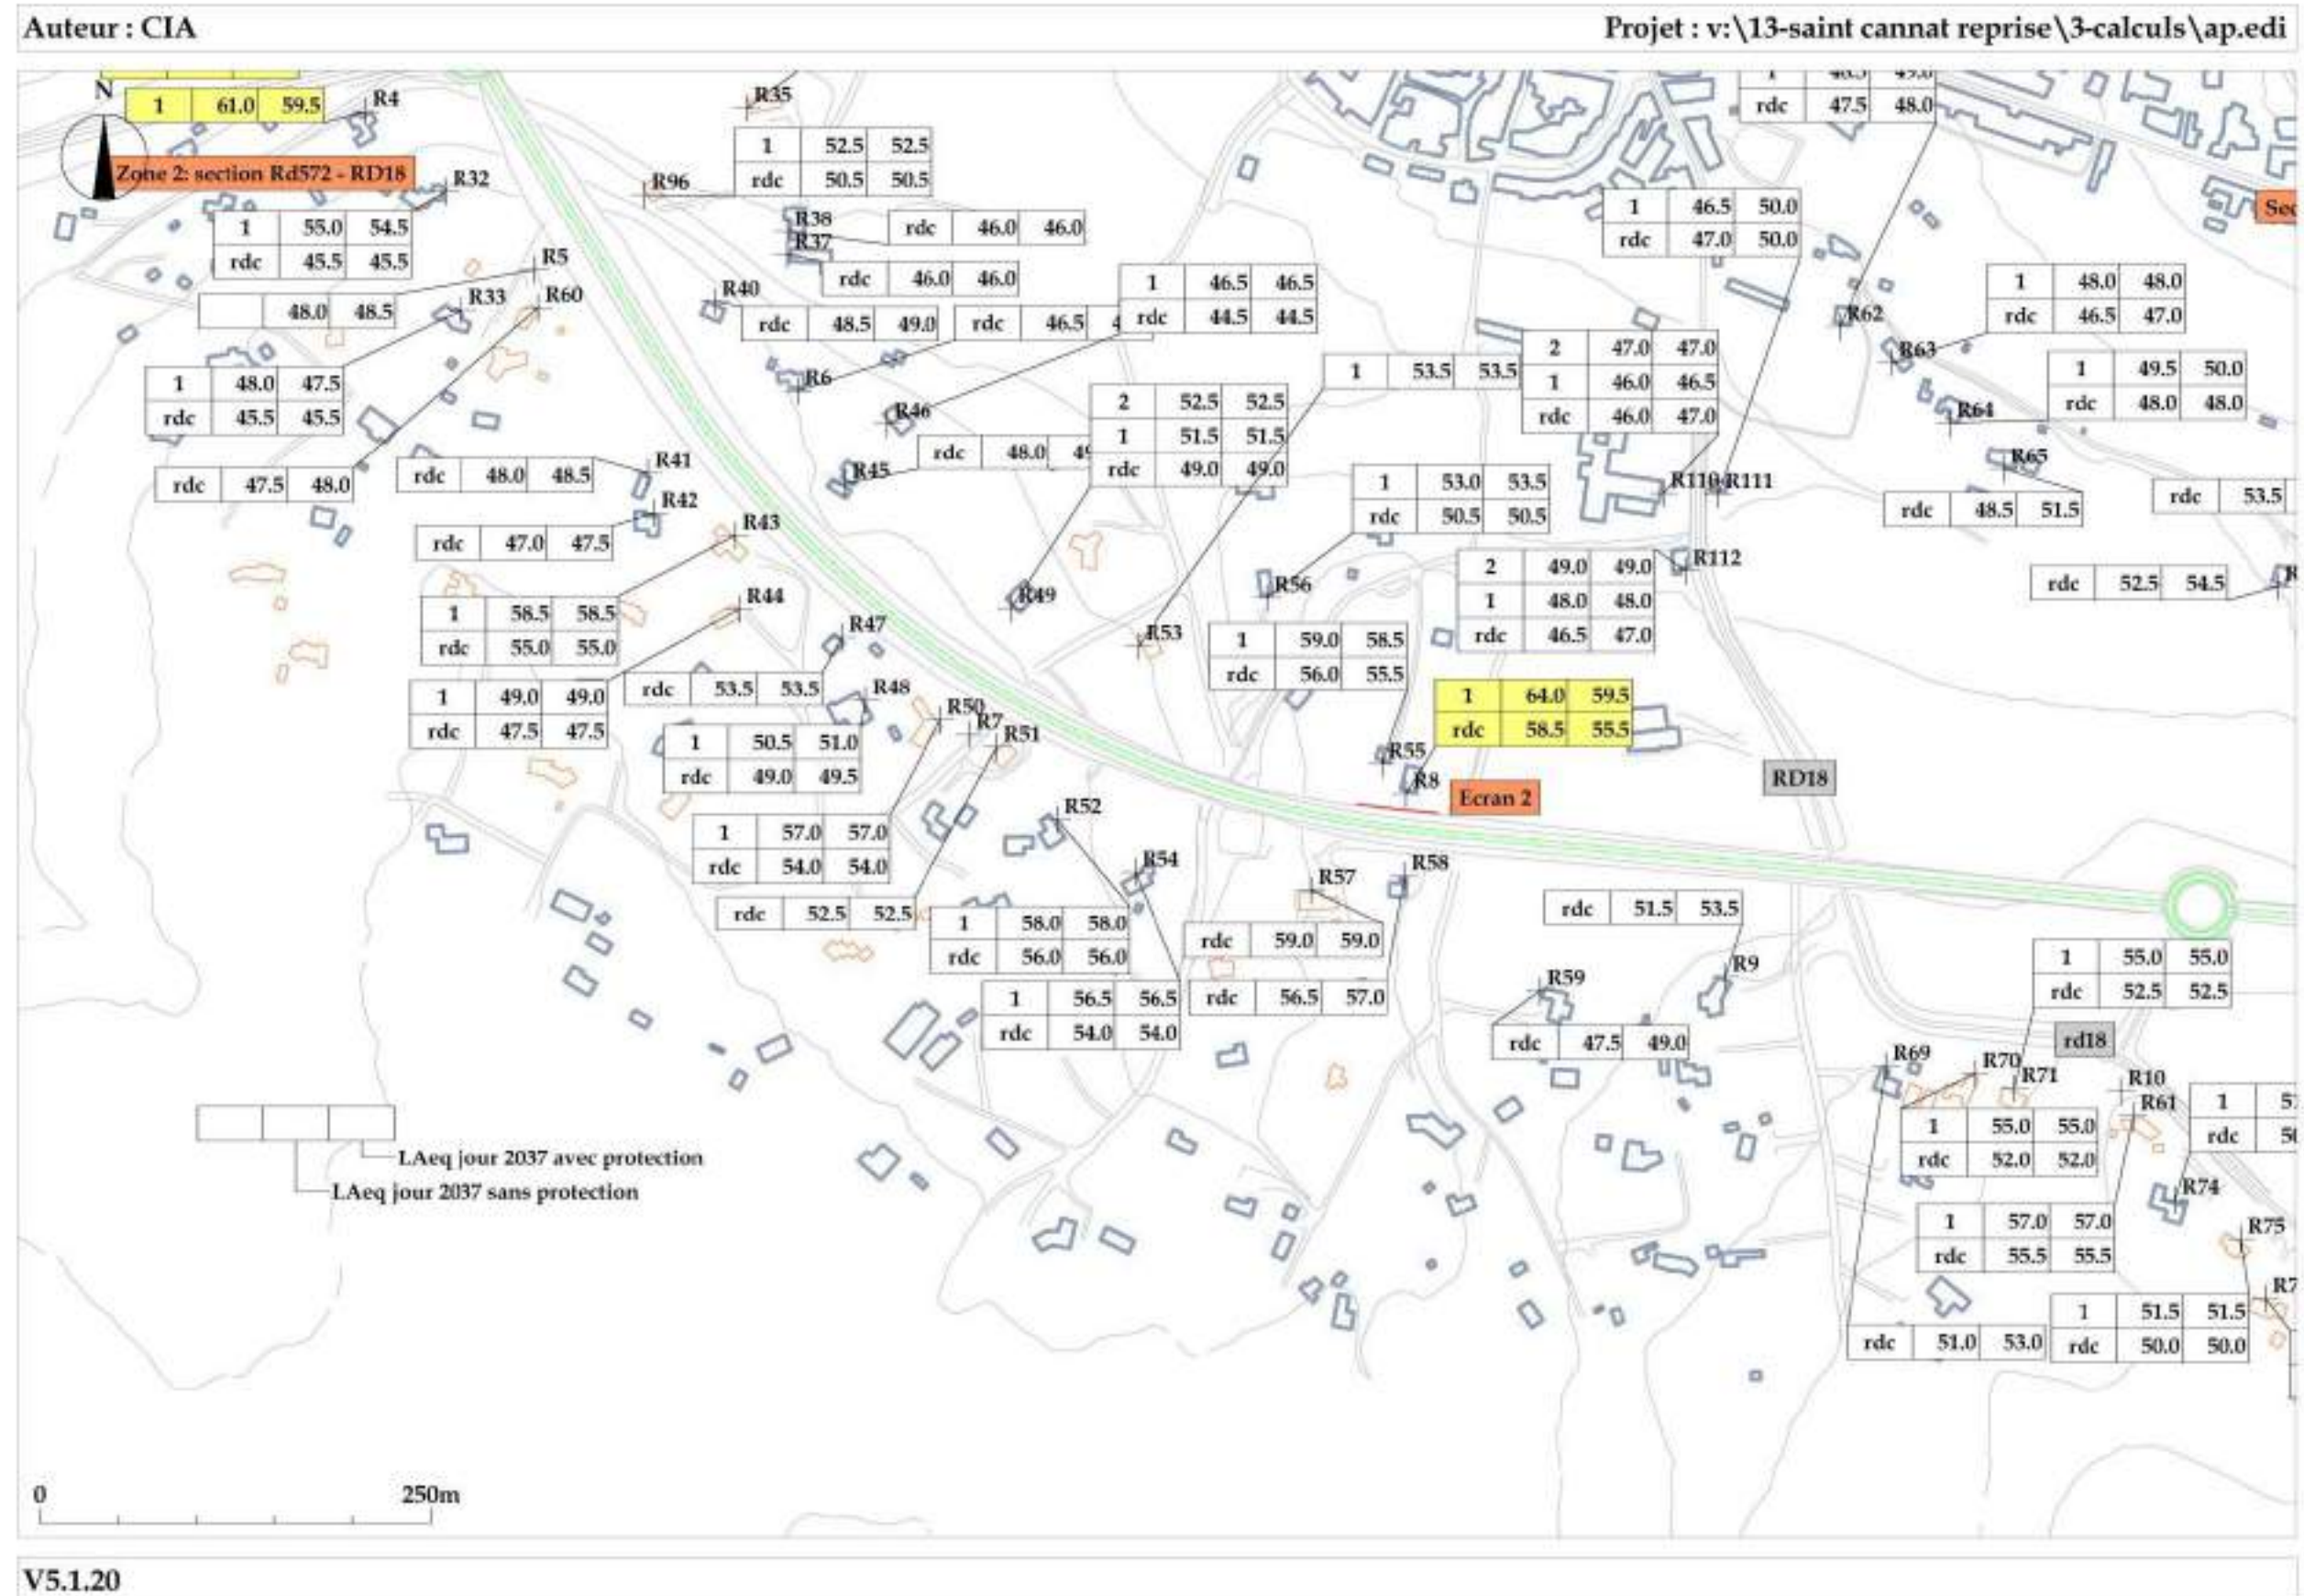 Auteur : CIA
Projet : v:\13-saint cannat reprise\3-calculs\ap.edi
N
1 61.0 59.5
R4
Zone 2: section Rd572 - RD18
R32
1 55.0 54.5
rdc 45.5 45.5
R5
48.0 48.5
R33
R60
1 48.0 47.5
rdc 45.5 45.5
rdc 47.5 48.0
R35
1 52.5 52.5
rdc 50.5 50.5
R96
R38
rdc 46.0 46.0
R37
rdc 46.0 46.0
R40
rdc 48.5 49.0
rdc 46.5
1 46.5 46.5
rdc 44.5 44.5
R6
R46
rdc 48.0
R45
2 52.5 52.5
1 51.5 51.5
rdc 49.0 49.0
1 53.5 53.5
rdc 47.5 48.0
1 46.5 50.0
rdc 47.0 50.0
Sec
R62
1 48.0 48.0
rdc 46.5 47.0
R63
2 47.0 47.0
1 46.0 46.5
rdc 46.0 47.0
1 49.5 50.0
rdc 48.0 48.0
R64
R65
rdc 48.5 51.5
rdc 53.5
R110
R111
rdc 48.0 48.5
R41
R42
rdc 47.0 47.5
R43
1 58.5 58.5
rdc 55.0 55.0
R44
1 49.0 49.0
rdc 47.5 47.5
R47
rdc 53.5 53.5
R48
1 50.5 51.0
rdc 49.0 49.5
R49
R53
1 53.0 53.5
rdc 50.5 50.5
R56
2 49.0 49.0
1 48.0 48.0
rdc 46.5 47.0
R112
rdc 52.5 54.5
1 59.0 58.5
rdc 56.0 55.5
1 64.0 59.5
rdc 58.5 55.5
R55
R8
Ecran 2
RD18
R50
R7
R51
1 57.0 57.0
rdc 54.0 54.0
rdc 52.5 52.5
R52
R54
1 58.0 58.0
rdc 56.0 56.0
1 56.5 56.5
rdc 54.0 54.0
R57
R58
rdc 59.0 59.0
rdc 56.5 57.0
rdc 51.5 53.5
R9
R59
rdc 47.5 49.0
1 55.0 55.0
rdc 52.5 52.5
rd18
R69
R70
R71
R10
R61
1 55.0 55.0
rdc 52.0 52.0
1
rdc
R74
1 57.0 57.0
rdc 55.5 55.5
R75
1 51.5 51.5
rdc 50.0 50.0
rdc 51.0 53.0
LAeq jour 2037 avec protection
LAeq jour 2037 sans protection
0 250m
V5.1.20